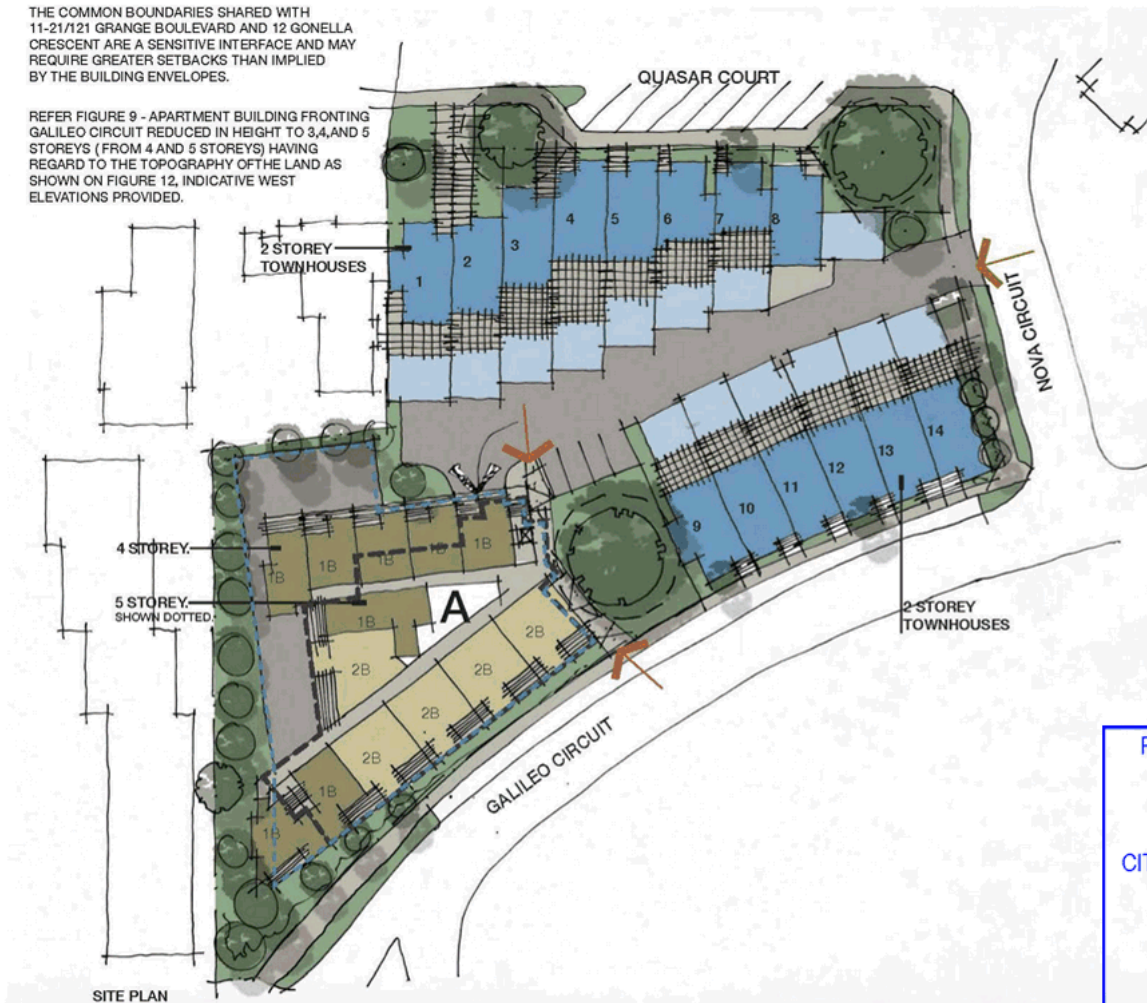 THE COMMON BOUNDARIES SHARED WITH
11-21/121 GRANGE BOULEVARD AND 12 GONELLA
CRESCENT ARE A SENSITIVE INTERFACE AND MAY
REQUIRE GREATER SETBACKS THAN IMPLIED
BY THE BUILDING ENVELOPES.
REFER FIGURE 9 - APARTMENT BUILDING FRONTING
GALILEO CIRCUIT REDUCED IN HEIGHT TO 3,4,AND 5
STOREYS ( FROM 4 AND 5 STOREYS) HAVING
REGARD TO THE TOPOGRAPHY OFTHE LAND AS
SHOWN ON FIGURE 12, INDICATIVE WEST
ELEVATIONS PROVIDED.
QUASAR COURT
2 STOREY
TOWNHOUSES
1
2
3
4
5
6
7
8
NOVA CIRCUIT
9
10
11
12
13
14
2 STOREY
TOWNHOUSES
4 STOREY.
5 STOREY.
SHOWN DOTTED.
1B
1B
1B
1B
1B
1B
A
2B
2B
2B
2B
2B
1B
1B
GALILEO CIRCUIT
SITE PLAN